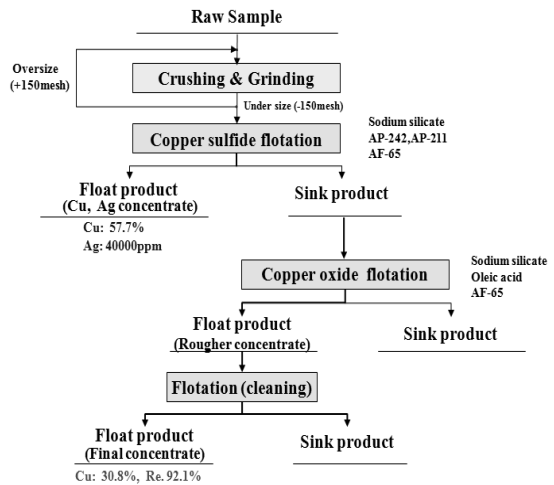 Raw Sample
Oversize
(+150mesh)
Crushing & Grinding
Under size (-150mesh)
Copper sulfide flotation
Sodium silicate
AP-242,AP-211
AF-65
Float product
(Cu, Ag concentrate)
Cu: 57.7%
Ag: 40000ppm
Sink product
Copper oxide flotation
Sodium silicate
Oleic acid
AF-65
Float product
(Rougher concentrate)
Sink product
Flotation (cleaning)
Float product
(Final concentrate)
Cu: 30.8%, Re. 92.1%
Sink product